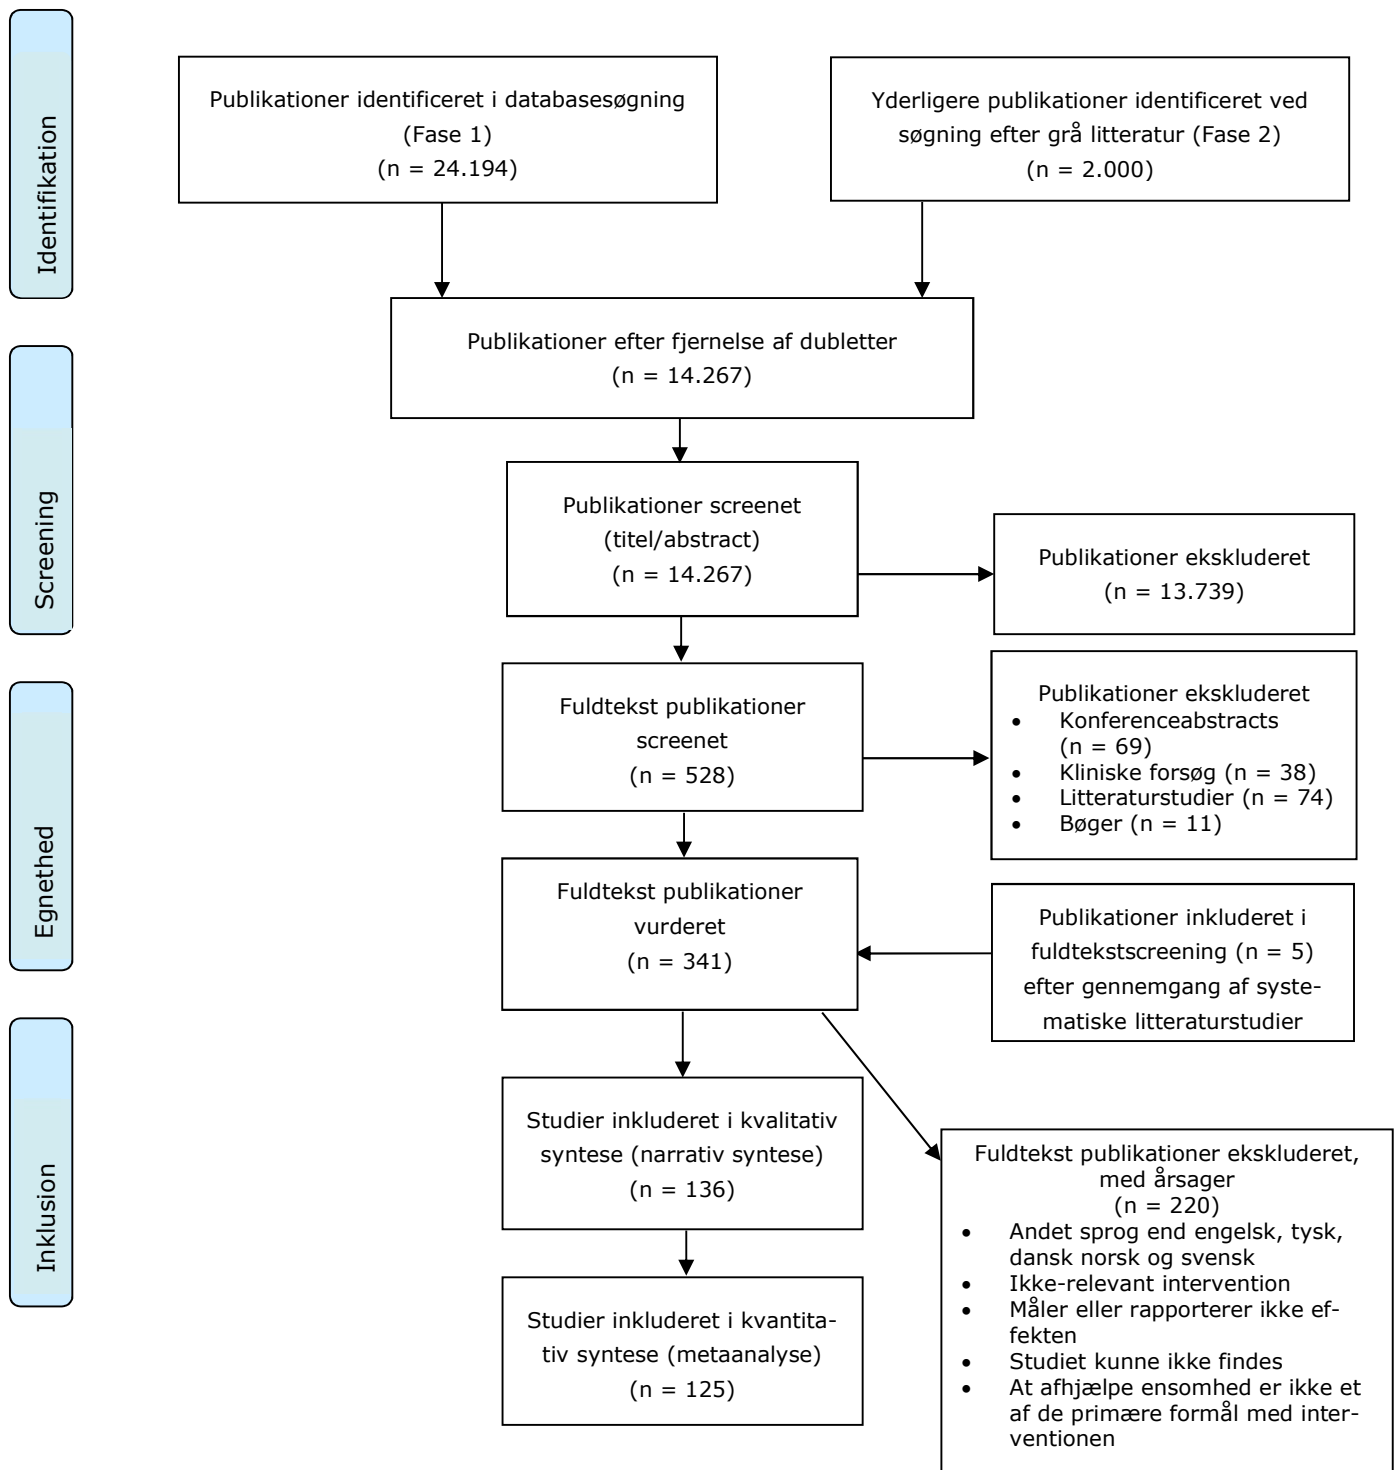 Identifikation
Publikationer identificeret i databasesøgning
(Fase 1)
(n = 24.194)
Yderligere publikationer identificeret ved
søgning efter grå litteratur (Fase 2)
(n = 2.000)
Publikationer efter fjernelse af dubletter
(n = 14.267)
Screening
Publikationer screenet
(titel/abstract)
(n = 14.267)
Publikationer ekskluderet
(n = 13.739)
Egnethed
Fuldtekst publikationer
screenet
(n = 528)
Publikationer ekskluderet
• Konferenceabstracts
(n = 69)
• Kliniske forsøg (n = 38)
• Litteraturstudier (n = 74)
• Bøger (n = 11)
Fuldtekst publikationer
vurderet
(n = 341)
Publikationer inkluderet i
fuldtekstscreening (n = 5)
efter gennemgang af syste-
matiske litteraturstudier
Inklusion
Studier inkluderet i kvalitativ
syntese (narrativ syntese)
(n = 136)
Studier inkluderet i kvantita-
tiv syntese (metaanalyse)
(n = 125)
Fuldtekst publikationer ekskluderet,
med årsager
(n = 220)
• Andet sprog end engelsk, tysk,
dansk norsk og svensk
• Ikke-relevant intervention
• Måler eller rapporterer ikke ef-
fekten
• Studiet kunne ikke findes
• At afhjælpe ensomhed er ikke et
af de primære formål med inter-
ventionen